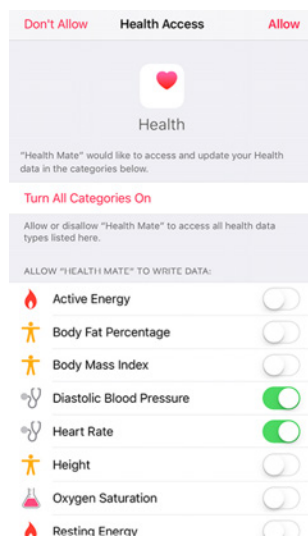 Don't Allow Health Access Allow
Health
"Health Mate" would like to access and update your Health
data in the categories below.
Turn All Categories On
Allow or disallow "Health Mate" to access all health data
types listed here.
ALLOW "HEALTH MATE" TO WRITE DATA:
Active Energy
Body Fat Percentage
Body Mass Index
Diastolic Blood Pressure
Heart Rate
Height
Oxygen Saturation
Resting Energy